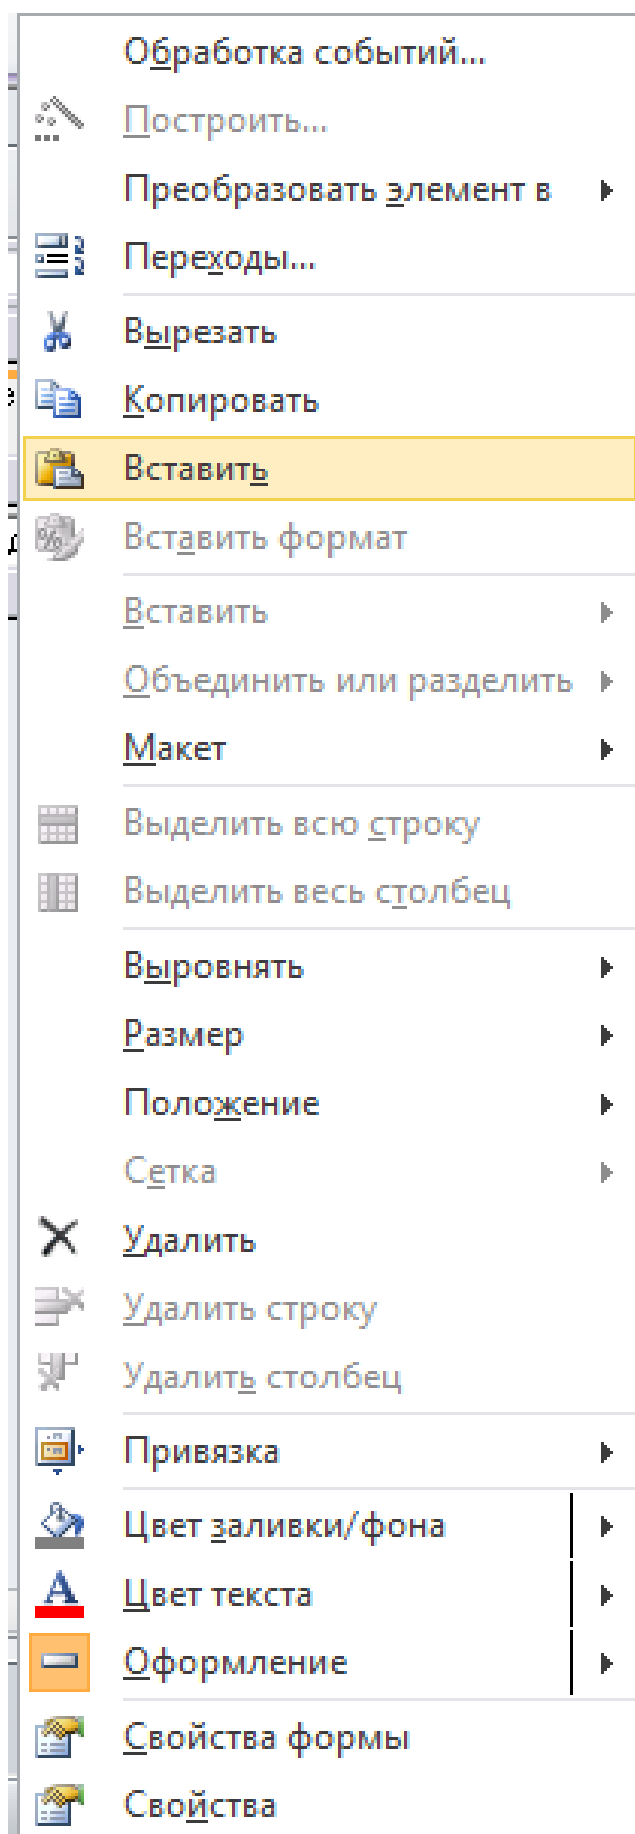 Обработка событий...
Построить...
Преобразовать элемент в
Переходы...
Вырезать
Копировать
Вставить
Вставить формат
Вставить
Объединить или разделить
Макет
Выделить всю строку
Выделить весь столбец
Выровнять
Размер
Положение
Сетка
Удалить
Удалить строку
Удалить столбец
Привязка
Цвет заливки/фона
Цвет текста
Оформление
Свойства формы
Свойства